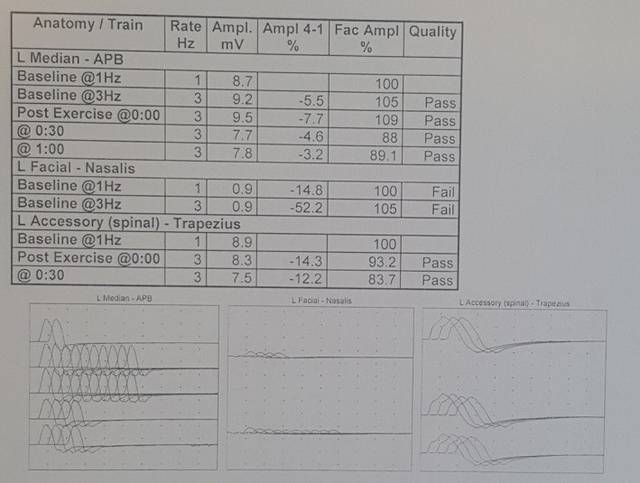 Anatomy / Train Rate Hz Ampl. mV Ampl 4-1 % Fac Ampl % Quality
L Median - APB
Baseline @1Hz 1 8.7 100
Baseline @3Hz 3 9.2 -5.5 105 Pass
Post Exercise @0:00 3 9.5 -7.7 109 Pass
@ 0:30 3 7.7 -4.6 88 Pass
@ 1:00 3 7.8 -3.2 89.1 Pass
L Facial - Nasalis
Baseline @1Hz 1 0.9 -14.8 100 Fail
Baseline @3Hz 3 0.9 -52.2 105 Fail
L Accessory (spinal) - Trapezius
Baseline @1Hz 1 8.9 100
Post Exercise @0:00 3 8.3 -14.3 93.2 Pass
@ 0:30 3 7.5 -12.2 83.7 Pass
L Median - APB L Facial - Nasalis L Accessory (spinal) - Trapezius